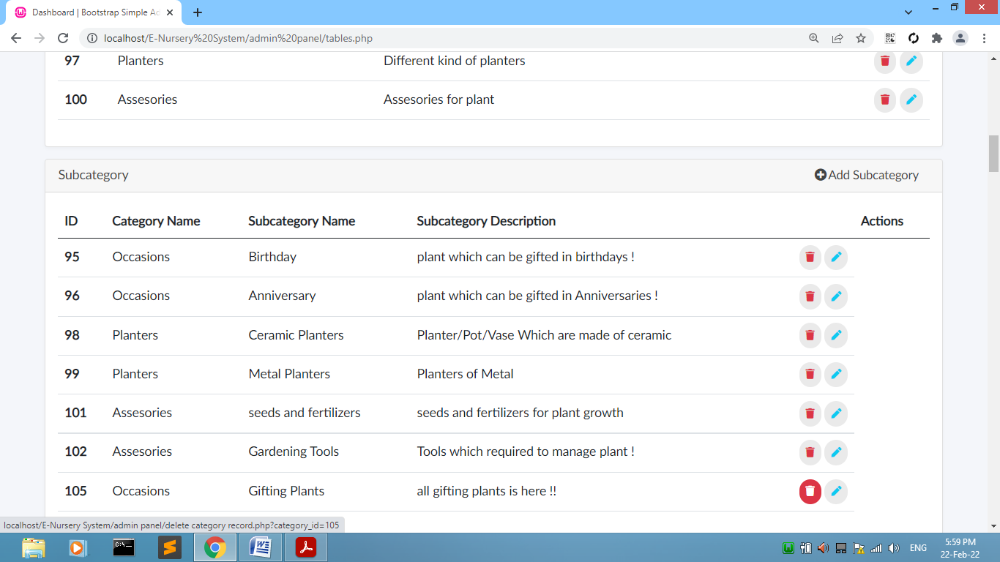 Dashboard | Bootstrap Simple Ad
localhost/E-Nursery%20System/admin%20panel/tables.php
97 Planters Different kind of planters
100 Assesories Assesories for plant
Subcategory Add Subcategory
ID Category Name Subcategory Name Subcategory Description Actions
95 Occasions Birthday plant which can be gifted in birthdays !
96 Occasions Anniversary plant which can be gifted in Anniversaries !
98 Planters Ceramic Planters Planter/Pot/Vase Which are made of ceramic
99 Planters Metal Planters Planters of Metal
101 Assesories seeds and fertilizers seeds and fertilizers for plant growth
102 Assesories Gardening Tools Tools which required to manage plant !
105 Occasions Gifting Plants all gifting plants is here !!
localhost/E-Nursery System/admin panel/delete category record.php?category_id=105
ENG 5:59 PM
22-Feb-22